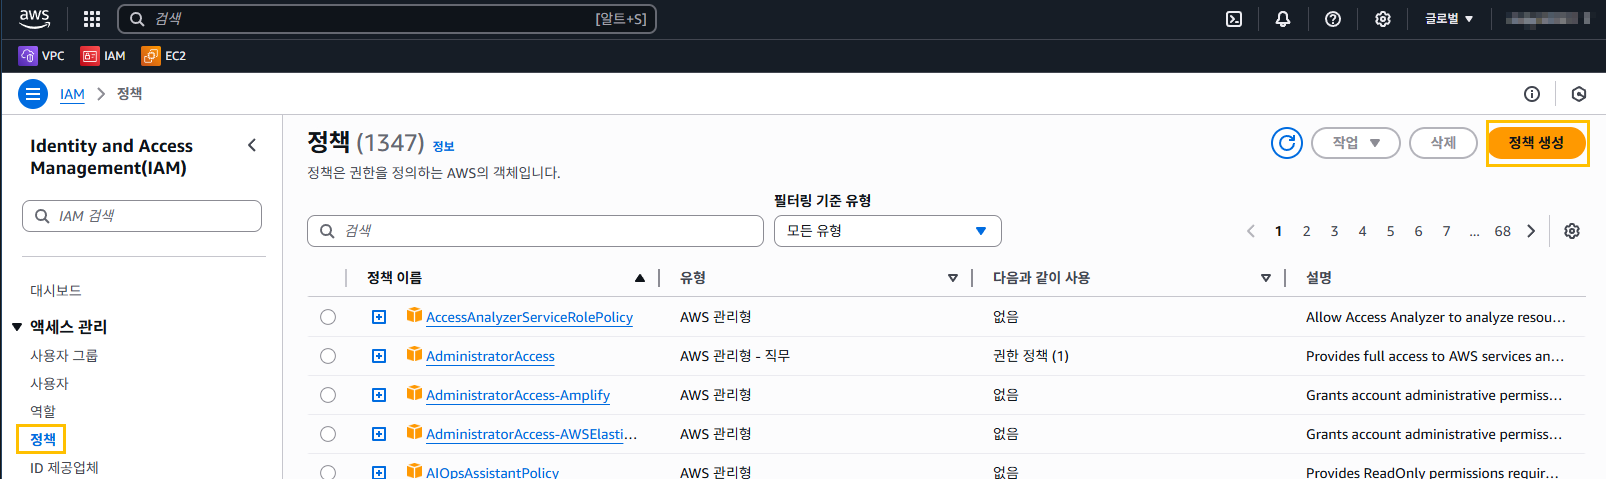 aws 검색 [알트+S] 글로벌
VPC IAM EC2
IAM > 정책
Identity and Access Management(IAM)
IAM 검색
대시보드
액세스 관리
사용자 그룹
사용자
역할
정책
ID 제공업체
정책 (1347) 정보
작업 삭제 정책 생성
정책은 권한을 정의하는 AWS의 객체입니다.
필터링 기준 유형
검색 모든 유형 1 2 3 4 5 6 7 ... 68
정책 이름 유형 다음과 같이 사용 설명
AccessAnalyzerServiceRolePolicy AWS 관리형 없음 Allow Access Analyzer to analyze resou...
AdministratorAccess AWS 관리형 - 직무 권한 정책 (1) Provides full access to AWS services an...
AdministratorAccess-Amplify AWS 관리형 없음 Grants account administrative permiss...
AdministratorAccess-AWSElasti... AWS 관리형 없음 Grants account administrative permiss...
AIOpsAssistantPolicy AWS 관리형 없음 Provides ReadOnly permissions requir...